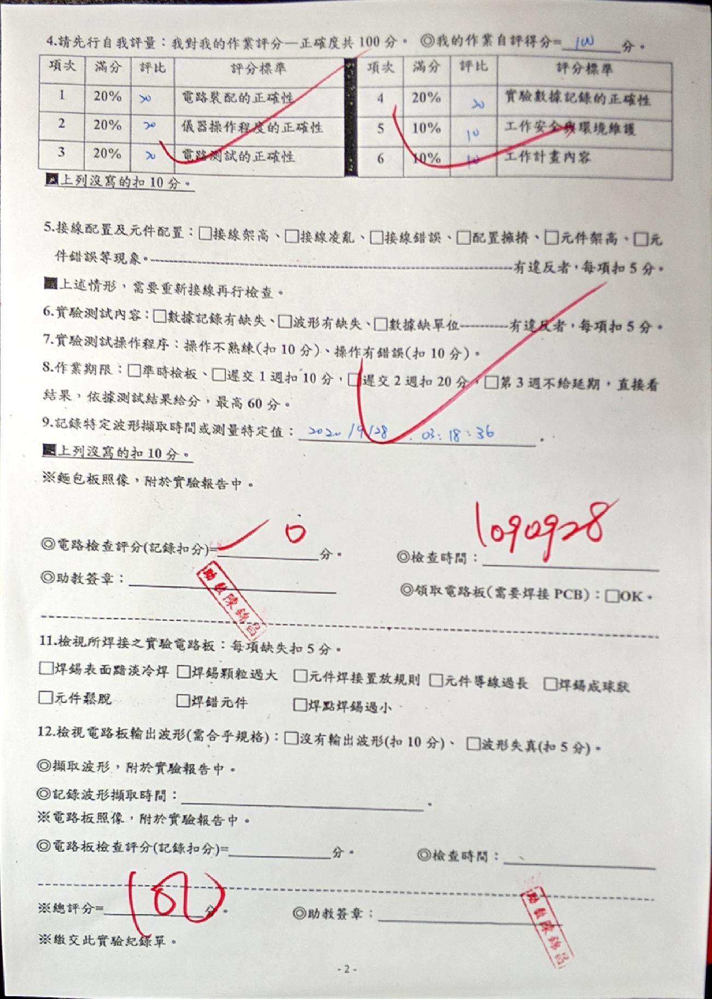 4.請先行自我評量：我對我的作業評分—正確度共 100 分。 ◎我的作業自評得分=100分。
項次 滿分 評比 評分標準 項次 滿分 評比 評分標準
1 20% 20 電路裝配的正確性 4 20% 20 實驗數據記錄的正確性
2 20% 20 儀器操作程度的正確性 5 10% 10 工作安全與環境維護
3 20% 20 電路測試的正確性 6 10% 10 工作計畫內容
上列沒寫的扣 10 分。
5.接線配置及元件配置：□接線架高、□接線凌亂、□接線錯誤、□配置擁擠、□元件架高、□元
件錯誤等現象。----------有違反者，每項扣 5 分。
上述情形，需要重新接線再行檢查。
6.實驗測試內容：□數據記錄有缺失、□波形有缺失、□數據缺單位----------有違反者，每項扣 5 分。
7.實驗測試操作程序：操作不熟練(扣 10 分)、操作有錯誤(扣 10 分)。
8.作業期限：□準時檢板、□遲交 1 週扣 10 分，□遲交 2 週扣 20 分，□第 3 週不給延期，直接看
結果，依據測試結果給分，最高 60 分。
9.記錄特定波形擷取時間或測量特定值：2020/9/28 . 03:18:36。
上列沒寫的扣 10 分。
※麵包板照像，附於實驗報告中。
◎電路檢查評分(記錄扣分)=0分。 ◎檢查時間：1090928
◎助教簽章：助教陳錦昌 ◎領取電路板(需要焊接 PCB)：□OK。
11.檢視所焊接之實驗電路板：每項缺失扣 5 分。
□焊錫表面黯淡冷焊 □焊錫顆粒過大 □元件焊接置放規則 □元件導線過長 □焊錫成球狀
□元件鬆脫 □焊錯元件 □焊點焊錫過小
12.檢視電路板輸出波形(需合乎規格)：□沒有輸出波形(扣 10 分)、 □波形失真(扣 5 分)。
◎擷取波形，附於實驗報告中。
◎記錄波形擷取時間：。
※電路板照像，附於實驗報告中。
◎電路板檢查評分(記錄扣分)=分。 ◎檢查時間：
※總評分=100分。 ◎助教簽章：助教陳錦昌
※繳交此實驗紀錄單。
- 2 -